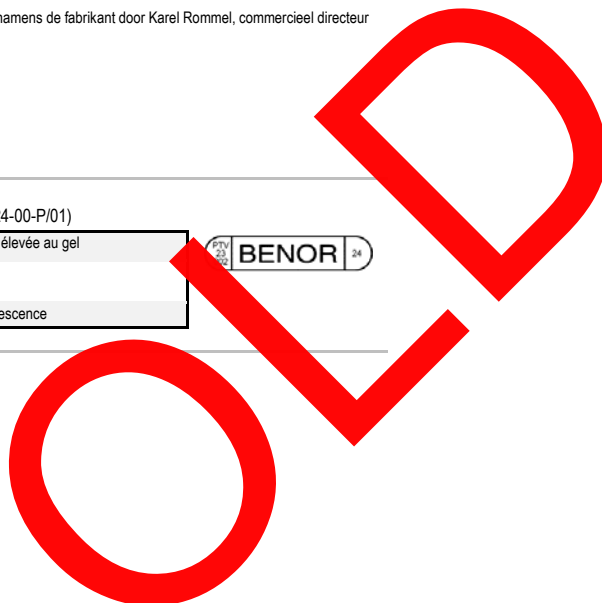 namens de fabrikant door Karel Rommel, commercieel directeur
4-00-P/01)
élevée au gel
PTV
23
BENOR
24
escence
OLD